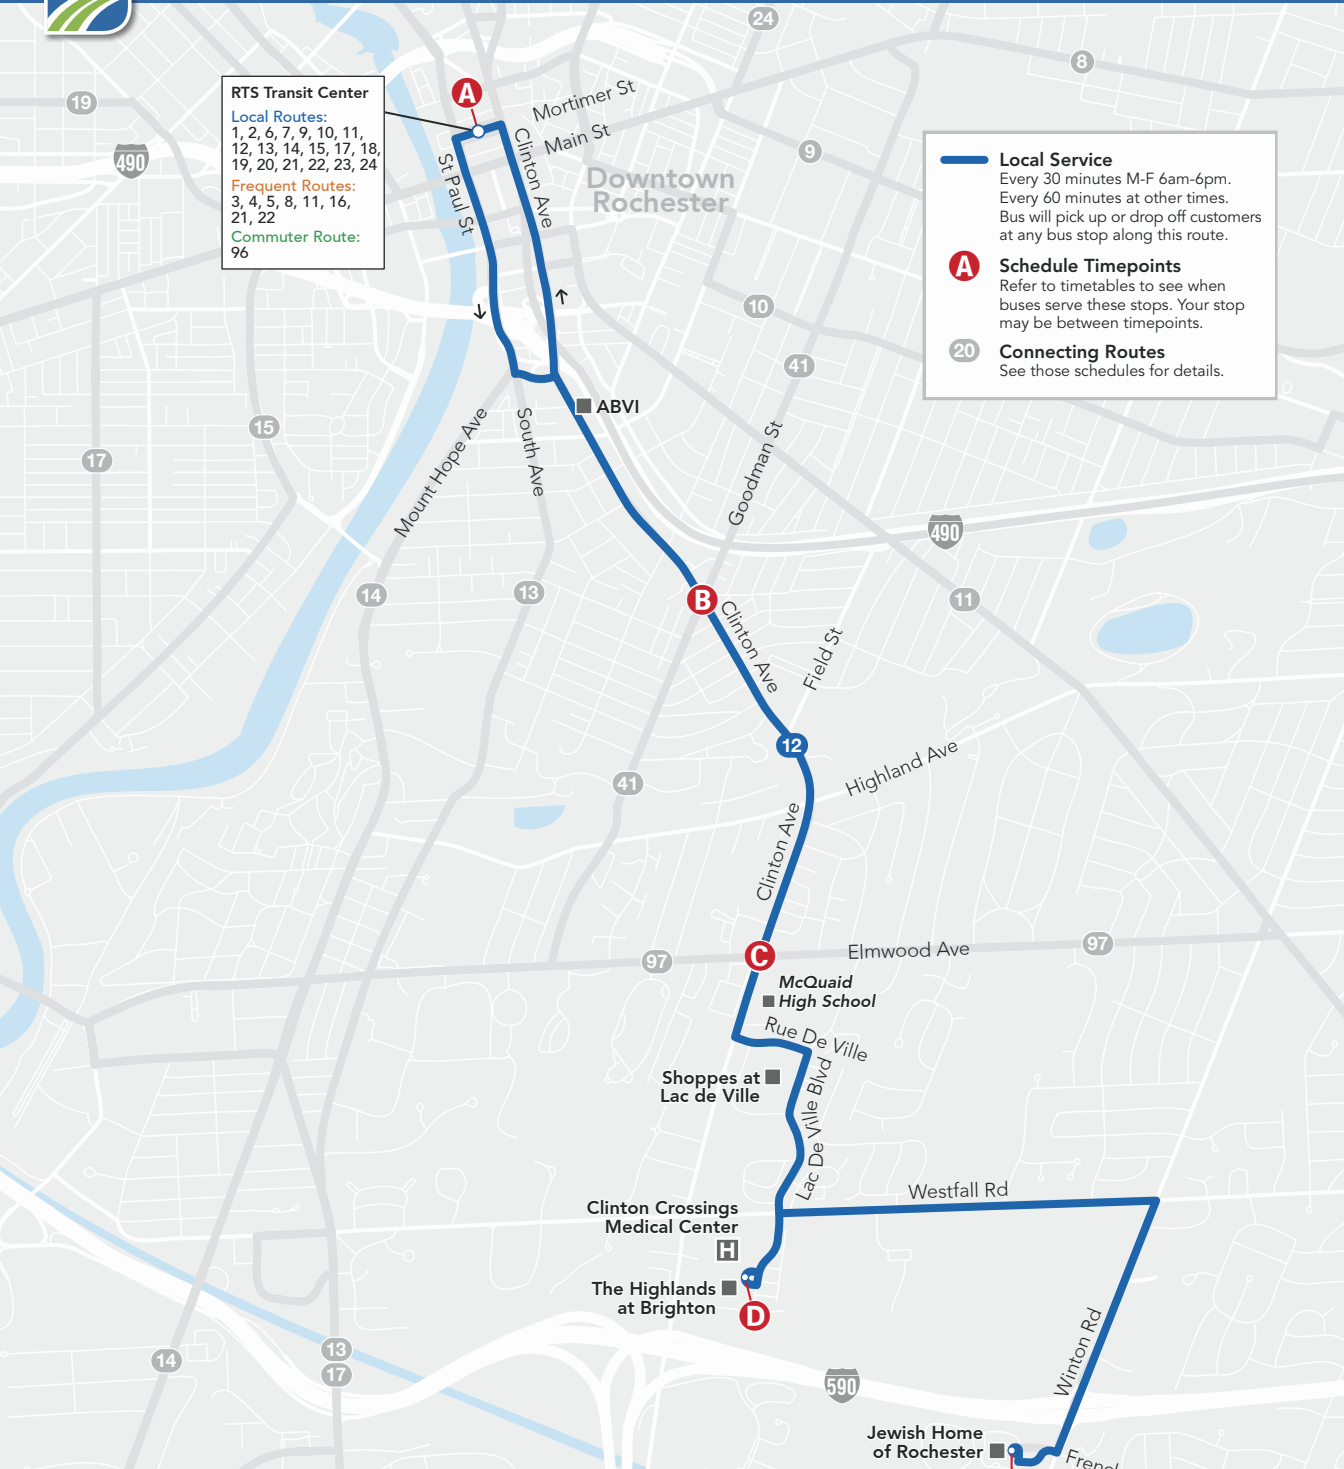 24
8
19
RTS Transit Center
Local Routes:
1, 2, 6, 7, 9, 10, 11,
12, 13, 14, 15, 17, 18,
19, 20, 21, 22, 23, 24
Frequent Routes:
3, 4, 5, 8, 11, 16,
21, 22
Commuter Route:
96
A
Mortimer St
Main St
Clinton Ave
St Paul St
Downtown
Rochester
490
9
Local Service
Every 30 minutes M-F 6am-6pm.
Every 60 minutes at other times.
Bus will pick up or drop off customers
at any bus stop along this route.
A
Schedule Timepoints
Refer to timetables to see when
buses serve these stops. Your stop
may be between timepoints.
20
Connecting Routes
See those schedules for details.
10
41
ABVI
15
17
Mount Hope Ave
South Ave
Goodman St
490
14
13
B
11
Clinton Ave
Field St
12
Highland Ave
41
Clinton Ave
97
C
Elmwood Ave
97
McQuaid
High School
Rue De Ville
Shoppes at
Lac de Ville
Lac De Ville Blvd
Westfall Rd
Clinton Crossings
Medical Center
H
The Highlands
at Brighton
D
13
17
14
590
Winton Rd
Jewish Home
of Rochester